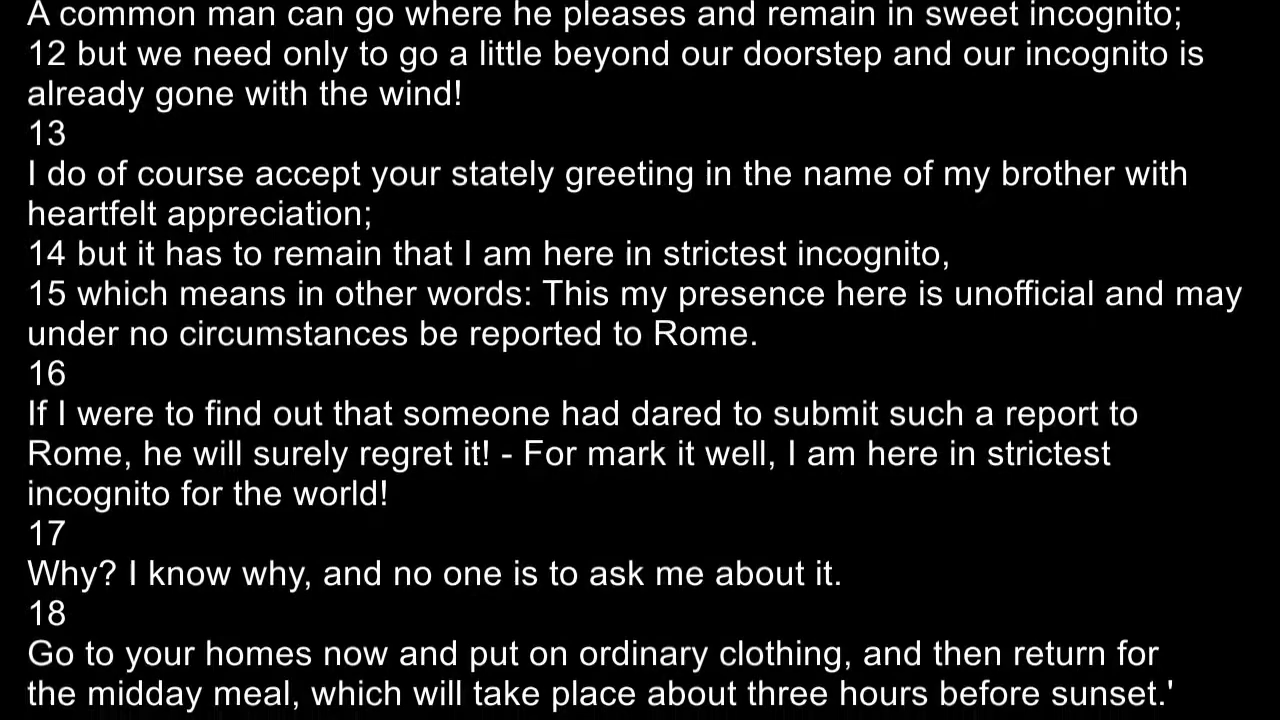 A common man can go where he pleases and remain in sweet incognito;
12 but we need only to go a little beyond our doorstep and our incognito is
already gone with the wind!
13
I do of course accept your stately greeting in the name of my brother with
heartfelt appreciation;
14 but it has to remain that I am here in strictest incognito,
15 which means in other words: This my presence here is unofficial and may
under no circumstances be reported to Rome.
16
If I were to find out that someone had dared to submit such a report to
Rome, he will surely regret it! - For mark it well, I am here in strictest
incognito for the world!
17
Why? I know why, and no one is to ask me about it.
18
Go to your homes now and put on ordinary clothing, and then return for
the midday meal, which will take place about three hours before sunset.'